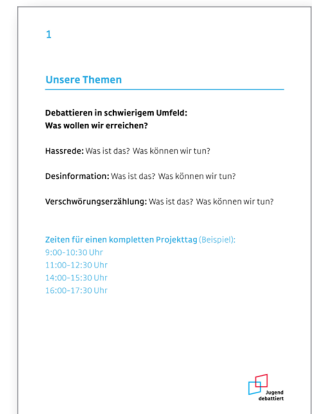 1
Unsere Themen
Debattieren in schwierigem Umfeld:
Was wollen wir erreichen?
Hassrede: Was ist das? Was können wir tun?
Desinformation: Was ist das? Was können wir tun?
Verschwörungserzählung: Was ist das? Was können wir tun?
Zeiten für einen kompletten Projekttag (Beispiel):
9:00–10:30 Uhr
11:00–12:30 Uhr
14:00–15:30 Uhr
16:00–17:30 Uhr
Jugend
debattiert